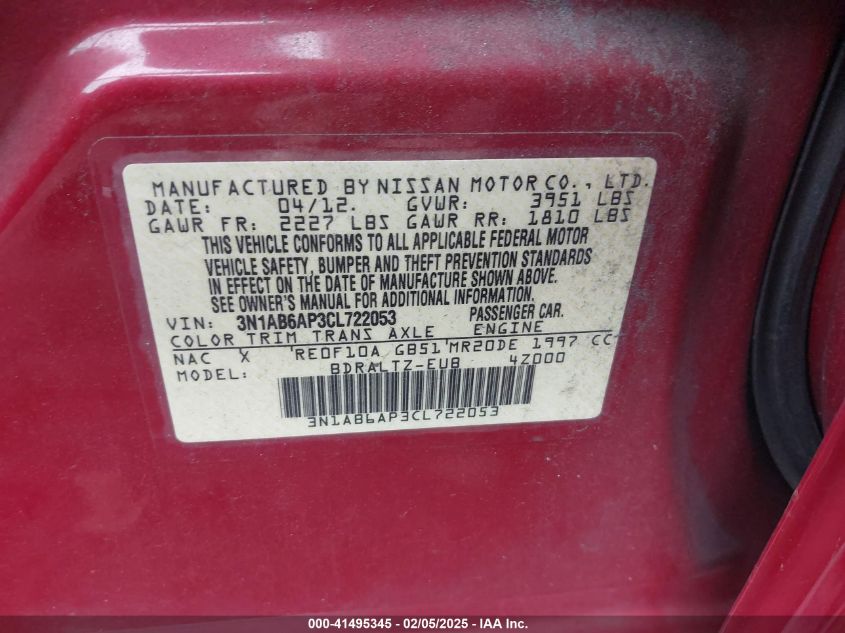 MANUFACTURED BY NISSAN MOTOR CO., LTD.
DATE: 04/12. GVWR: 3951 LBS
GAWR FR: 2227 LBS GAWR RR: 1810 LBS
THIS VEHICLE CONFORMS TO ALL APPLICABLE FEDERAL MOTOR
VEHICLE SAFETY, BUMPER AND THEFT PREVENTION STANDARDS
IN EFFECT ON THE DATE OF MANUFACTURE SHOWN ABOVE.
SEE OWNER'S MANUAL FOR ADDITIONAL INFORMATION.
VIN: 3N1AB6AP3CL722053 PASSENGER CAR.
COLOR TRIM TRANS AXLE ENGINE
NAC X 'RE0F10A GB51'MR20DE 1997 CC
MODEL: BDRALTZ-EUB 4Z000
3N1AB6AP3CL722053
000-41495345 - 02/05/2025 - IAA Inc.